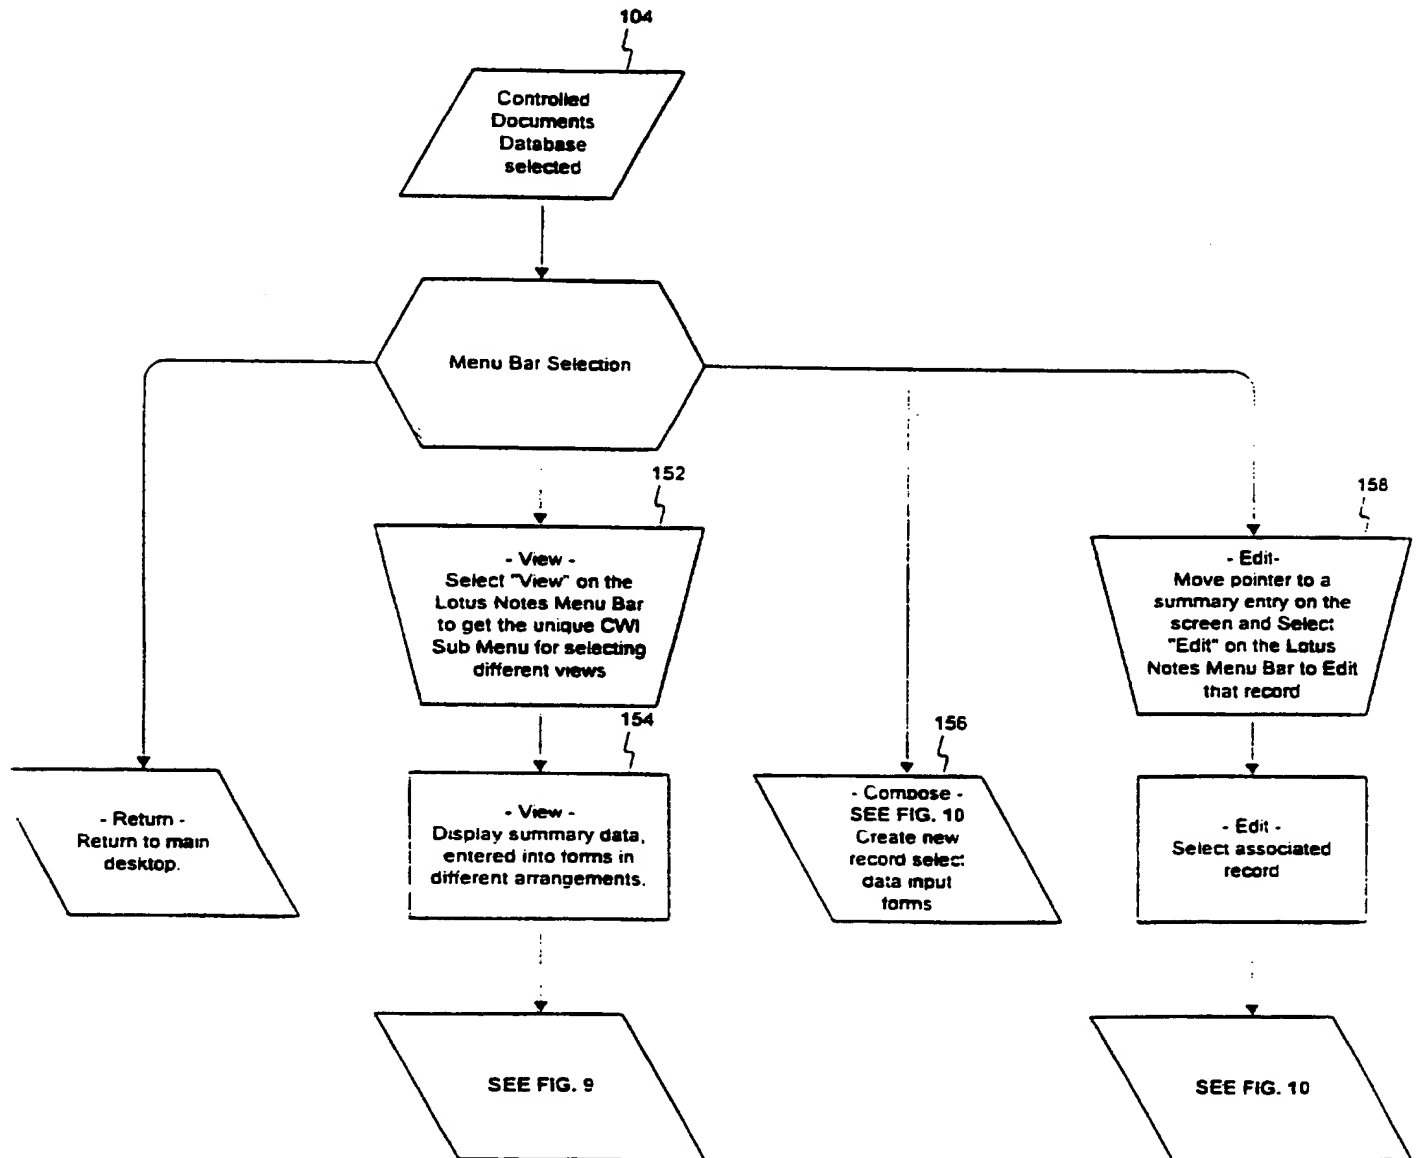 104
Controlled
Documents
Database
selected
Menu Bar Selection
152
- View -
Select "View" on the
Lotus Notes Menu Bar
to get the unique CWI
Sub Menu for selecting
different views
158
- Edit-
Move pointer to a
summary entry on the
screen and Select
"Edit" on the Lotus
Notes Menu Bar to Edit
that record
- Return -
Return to main
desktop.
154
- View -
Display summary data,
entered into forms in
different arrangements.
156
- Compose -
SEE FIG. 10
Create new
record select
data input
forms
- Edit -
Select associated
record
SEE FIG. 9
SEE FIG. 10